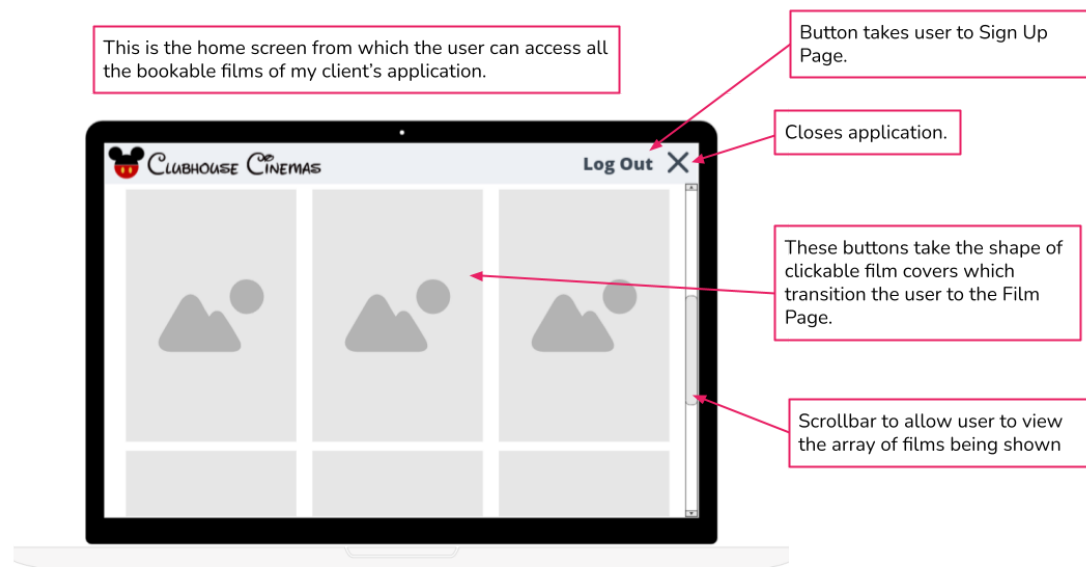 This is the home screen from which the user can access all
the bookable films of my client's application.
Button takes user to Sign Up
Page.
Closes application.
Clubhouse Cinemas
Log Out
These buttons take the shape of
clickable film covers which
transition the user to the Film
Page.
Scrollbar to allow user to view
the array of films being shown